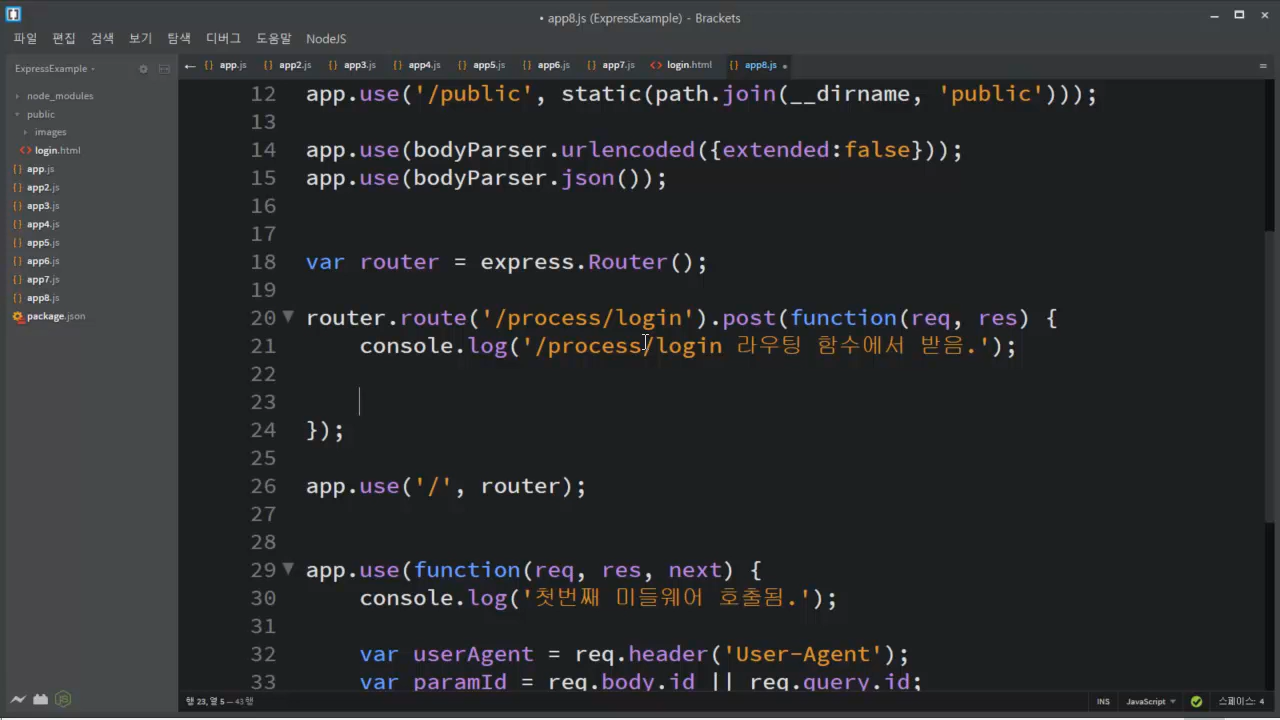 • app8.js (ExpressExample) - Brackets
파일 편집 검색 보기 탐색 디버그 도움말 NodeJS
ExpressExample
app.js app2.js app3.js app4.js app5.js app6.js app7.js login.html app8.js
node_modules
public
images
login.html
app.js
app2.js
app3.js
app4.js
app5.js
app6.js
app7.js
app8.js
package.json
12 app.use('/public', static(path.join(__dirname, 'public')));
13
14 app.use(bodyParser.urlencoded({extended:false}));
15 app.use(bodyParser.json());
16
17
18 var router = express.Router();
19
20 router.route('/process/login').post(function(req, res) {
21 console.log('/process/login 라우팅 함수에서 받음.');
22
23
24 });
25
26 app.use('/', router);
27
28
29 app.use(function(req, res, next) {
30 console.log('첫번째 미들웨어 호출됨.');
31
32 var userAgent = req.header('User-Agent');
33 var paramId = req.body.id || req.query.id;
행 23, 열 5 — 43 행 INS JavaScript 스페이스: 4